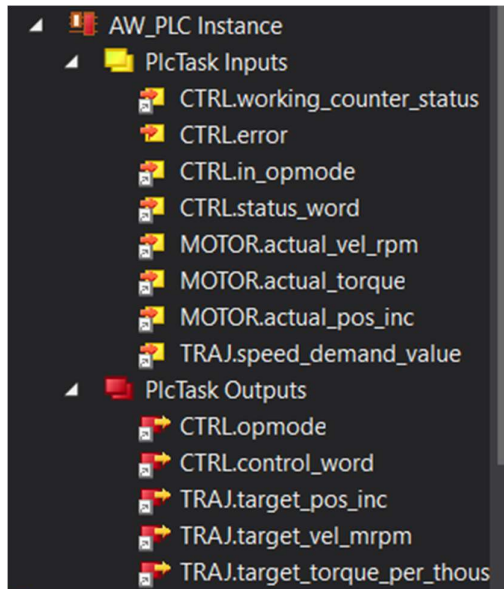 AW_PLC Instance
PlcTask Inputs
CTRL.working_counter_status
CTRL.error
CTRL.in_opmode
CTRL.status_word
MOTOR.actual_vel_rpm
MOTOR.actual_torque
MOTOR.actual_pos_inc
TRAJ.speed_demand_value
PlcTask Outputs
CTRL.opmode
CTRL.control_word
TRAJ.target_pos_inc
TRAJ.target_vel_mrpm
TRAJ.target_torque_per_thous